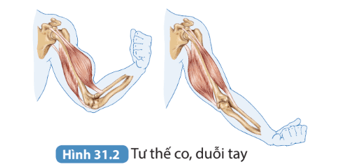 Hình 31.2 Tư thế co, duỗi tay